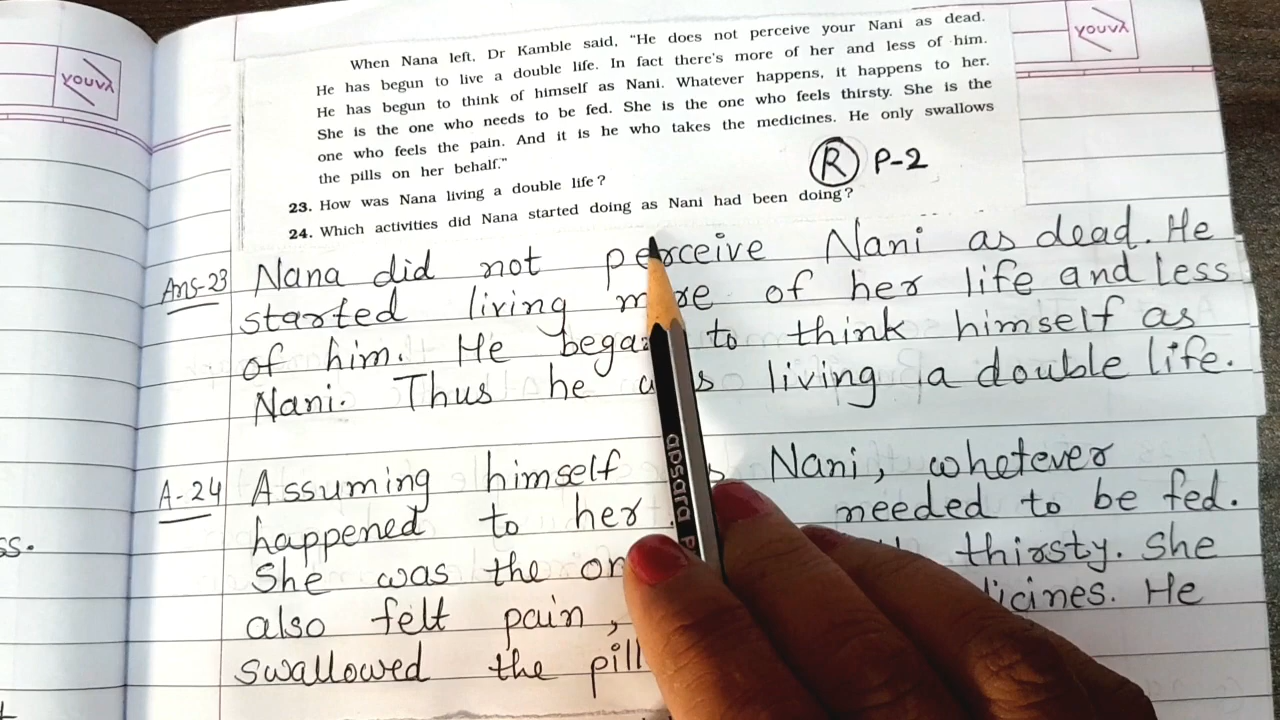 YOUVA
YOUVA
When Nana left, Dr Kamble said, "He does not perceive your Nani as dead.
He has begun to live a double life. In fact there's more of her and less of him.
He has begun to think of himself as Nani. Whatever happens, it happens to her.
She is the one who needs to be fed. She is the one who feels thirsty. She is the
one who feels the pain. And it is he who takes the medicines. He only swallows
the pills on her behalf."
R P-2
23. How was Nana living a double life?
24. Which activities did Nana started doing as Nani had been doing?
Ans-23 Nana did not perceive Nani as dead. He
started living more of her life and less
of him. He began to think himself as
Nani. Thus he was living a double life.
A-24 Assuming himself Nani, whetever
happened to her needed to be fed.
She was the thirsty. She
also felt pain, He
swallowed the
apsara
ss.